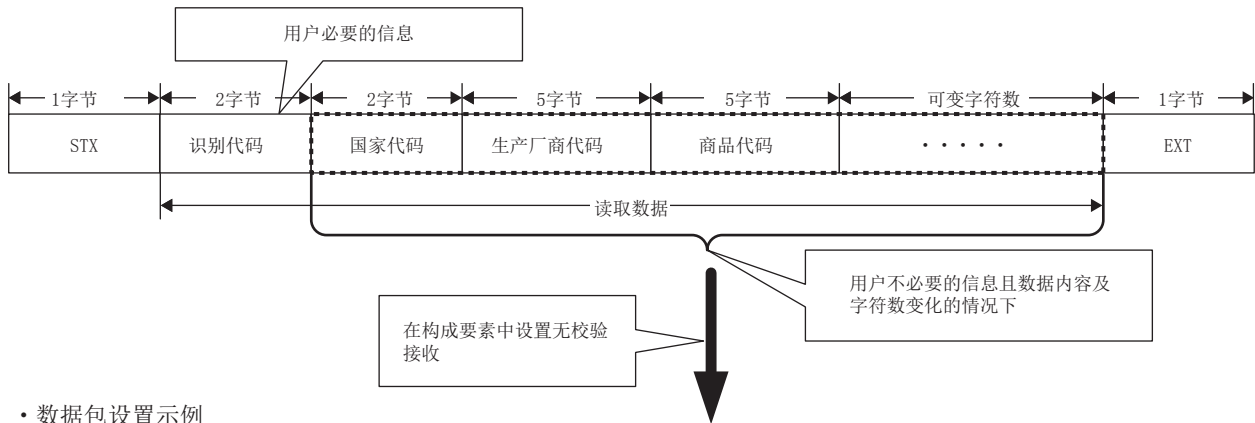 用户必要的信息
1字节 2字节 2字节 5字节 5字节 可变字符数 1字节
STX 识别代码 国家代码 生产厂商代码 商品代码 ····· EXT
读取数据
用户不必要的信息且数据内容及
字符数变化的情况下
在构成要素中设置无校验
接收
・数据包设置示例